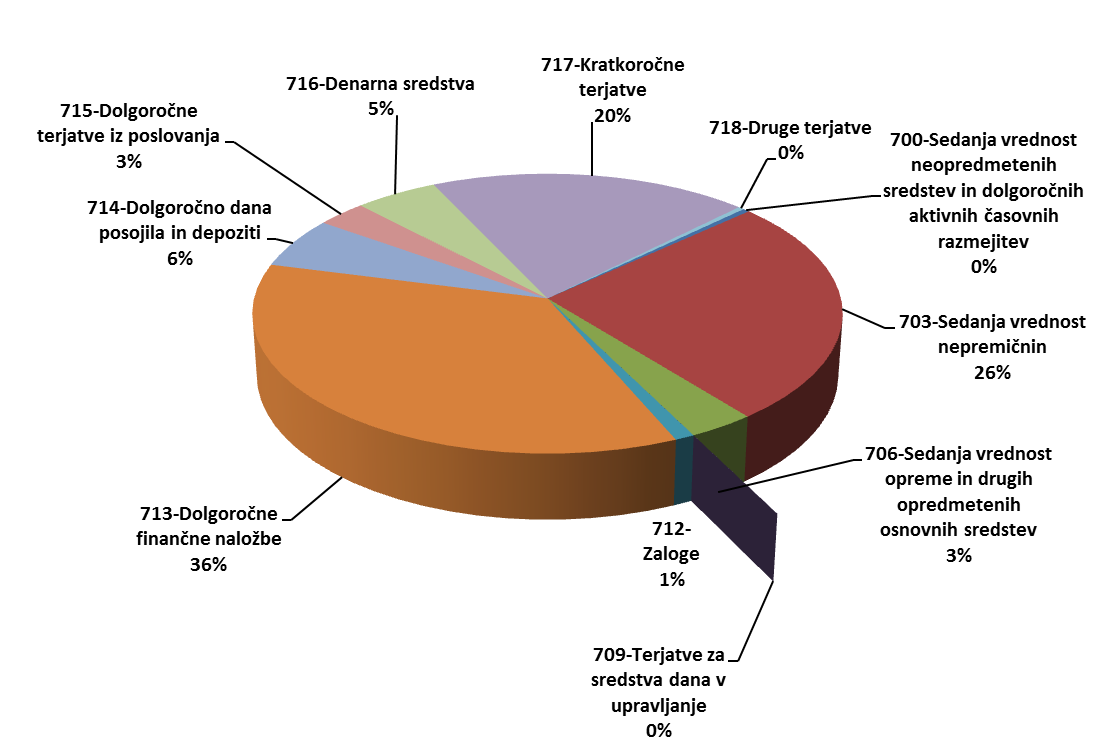 717-Kratkoročne
terjatve
20%
716-Denarna sredstva
5%
715-Dolgoročne
terjatve iz poslovanja
3%
718-Druge terjatve
0%
700-Sedanja vrednost
neopredmetenih
sredstev in dolgoročnih
aktivnih časovnih
razmejitev
0%
714-Dolgoročno dana
posojila in depoziti
6%
703-Sedanja vrednost
nepremičnin
26%
706-Sedanja vrednost
opreme in drugih
opredmetenih
osnovnih sredstev
3%
713-Dolgoročne
finančne naložbe
36%
712-
Zaloge
1%
709-Terjatve za
sredstva dana v
upravljanje
0%